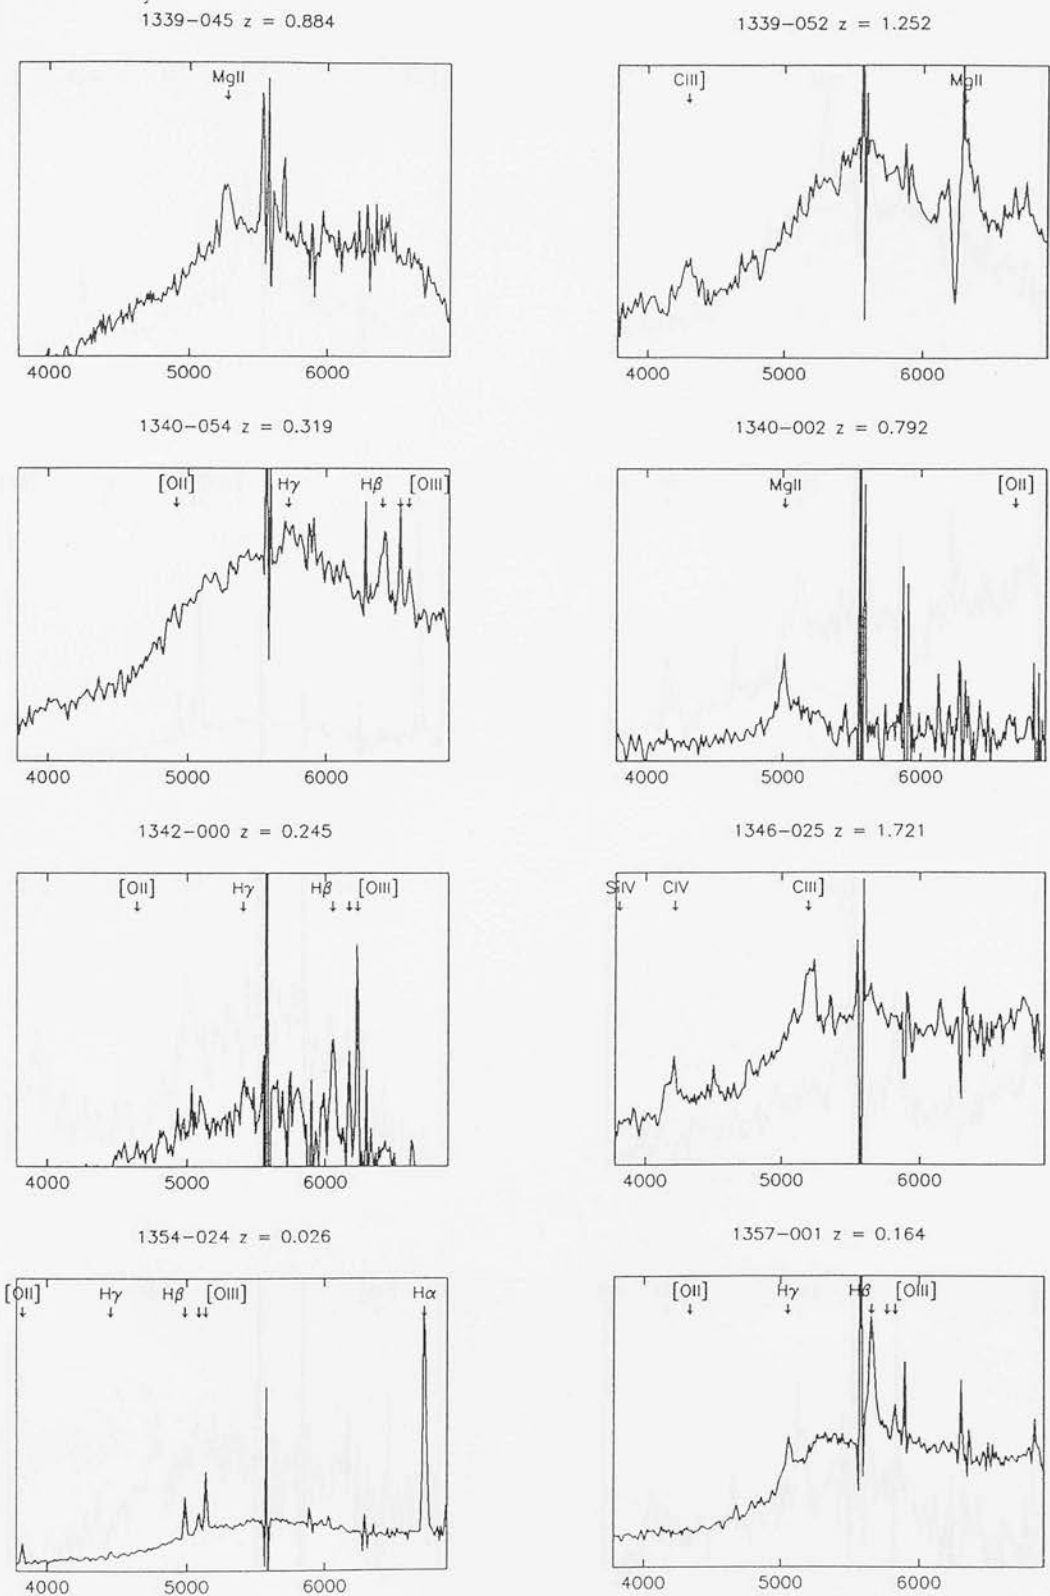 1339-045 z = 0.884
MgII
4000 5000 6000
1339-052 z = 1.252
CIII] MgII
4000 5000 6000
1340-054 z = 0.319
[OII] Hγ Hβ [OIII]
4000 5000 6000
1340-002 z = 0.792
MgII [OII]
4000 5000 6000
1342-000 z = 0.245
[OII] Hγ Hβ [OIII]
4000 5000 6000
1346-025 z = 1.721
SiIV CIV CIII]
4000 5000 6000
1354-024 z = 0.026
[OII] Hγ Hβ [OIII] Hα
4000 5000 6000
1357-001 z = 0.164
[OII] Hγ Hβ [OIII]
4000 5000 6000